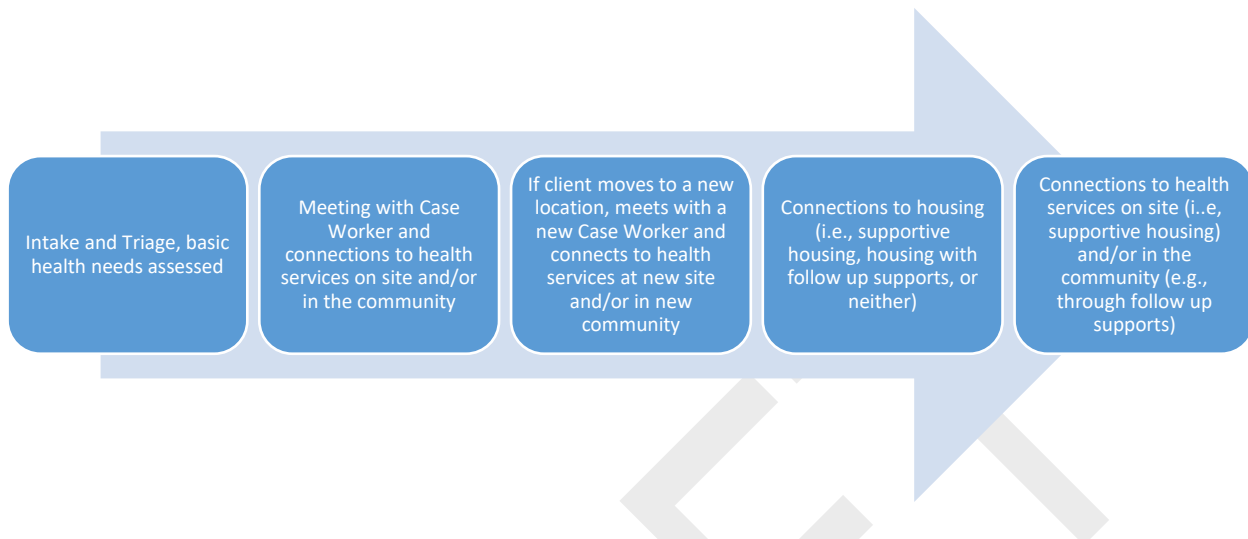 Intake and Triage, basic
health needs assessed
Meeting with Case
Worker and
connections to health
services on site and/or
in the community
If client moves to a new
location, meets with a
new Case Worker and
connects to health
services at new site
and/or in new
community
Connections to housing
(i.e., supportive
housing, housing with
follow up supports, or
neither)
Connections to health
services on site (i..e,
supportive housing)
and/or in the
community (e.g.,
through follow up
supports)